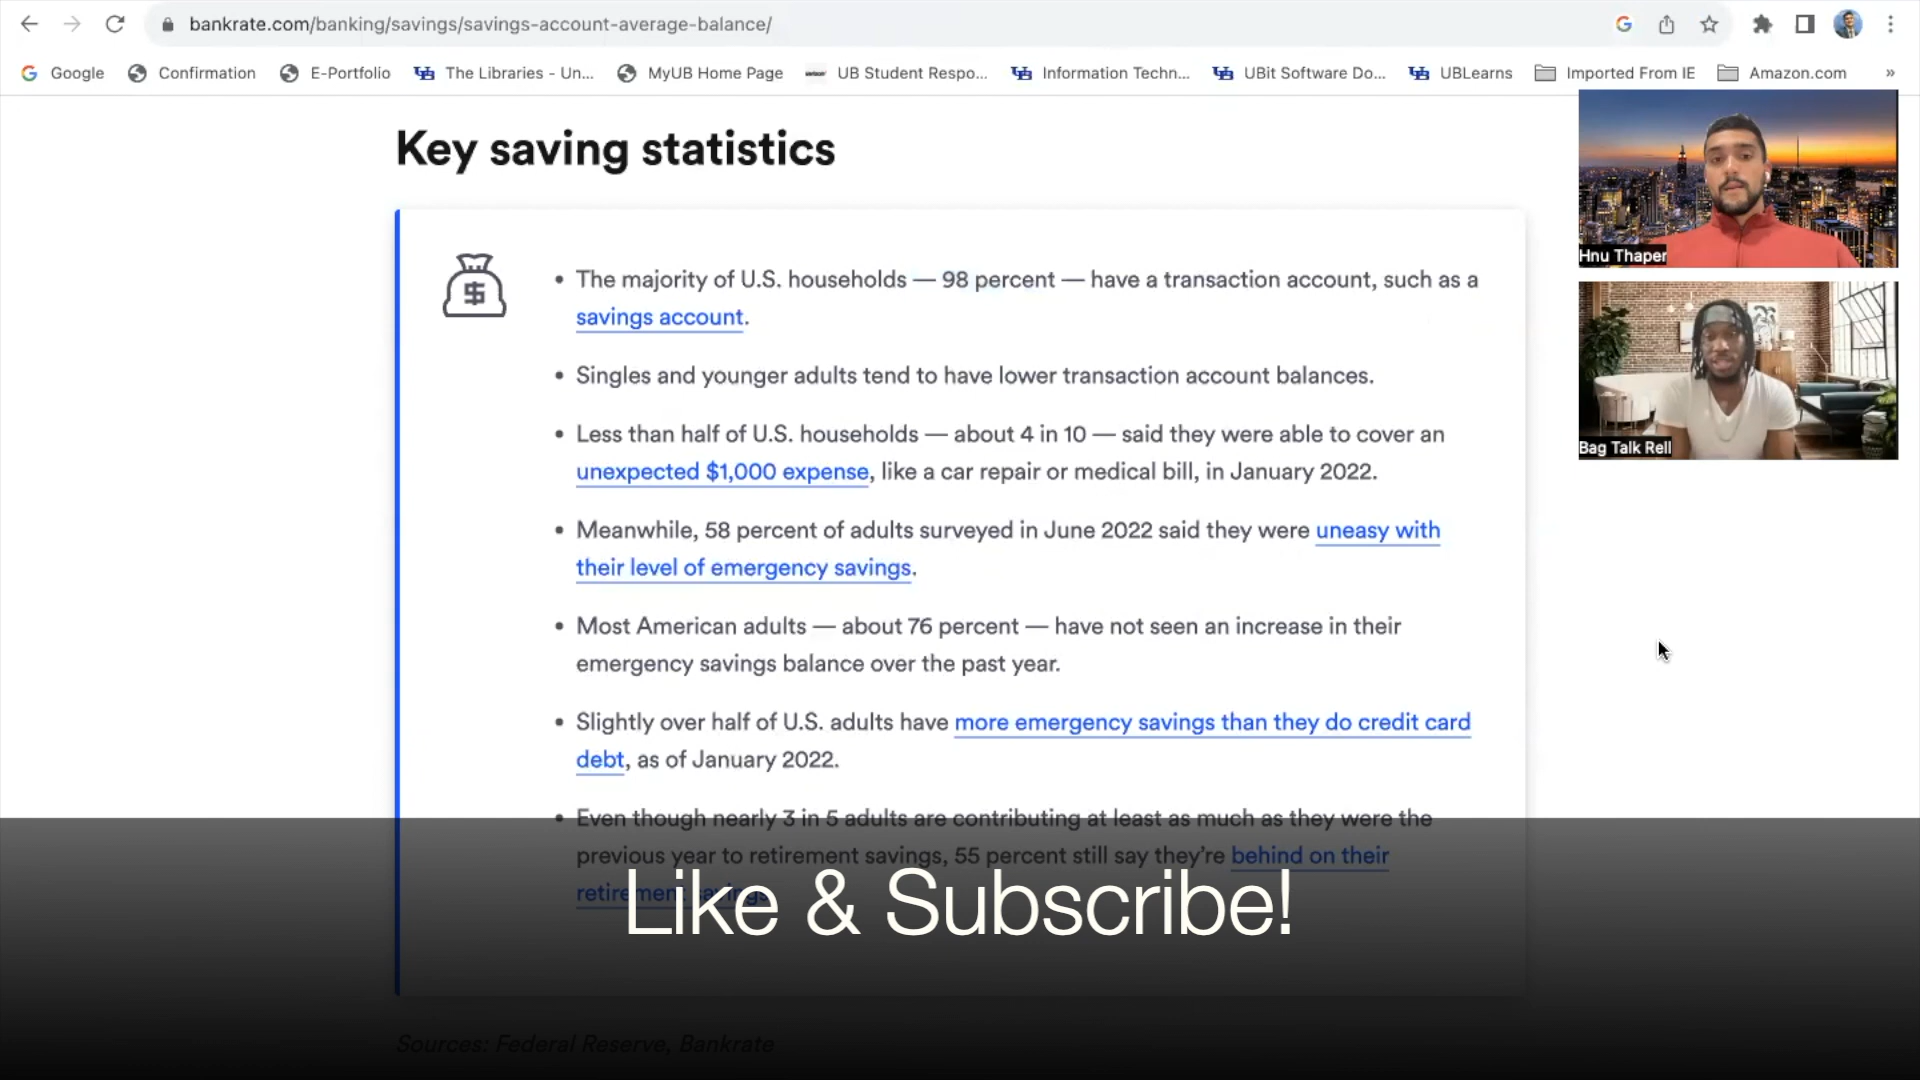 bankrate.com/banking/savings/savings-account-average-balance/
Google
Confirmation
E-Portfolio
The Libraries - Un...
MyUB Home Page
UB Student Respo...
Information Techn...
UBit Software Do...
UBLearns
Imported From IE
Amazon.com
»
Key saving statistics
• The majority of U.S. households — 98 percent — have a transaction account, such as a
savings account.
• Singles and younger adults tend to have lower transaction account balances.
• Less than half of U.S. households — about 4 in 10 — said they were able to cover an
unexpected $1,000 expense, like a car repair or medical bill, in January 2022.
• Meanwhile, 58 percent of adults surveyed in June 2022 said they were uneasy with
their level of emergency savings.
• Most American adults — about 76 percent — have not seen an increase in their
emergency savings balance over the past year.
• Slightly over half of U.S. adults have more emergency savings than they do credit card
debt, as of January 2022.
• Even though nearly 3 in 5 adults are contributing at least as much as they were the
previous year to retirement savings, 55 percent still say they're behind on their
retirement savings
Sources: Federal Reserve, Bankrate
Hnu Thaper
Bag Talk Rell
Like & Subscribe!